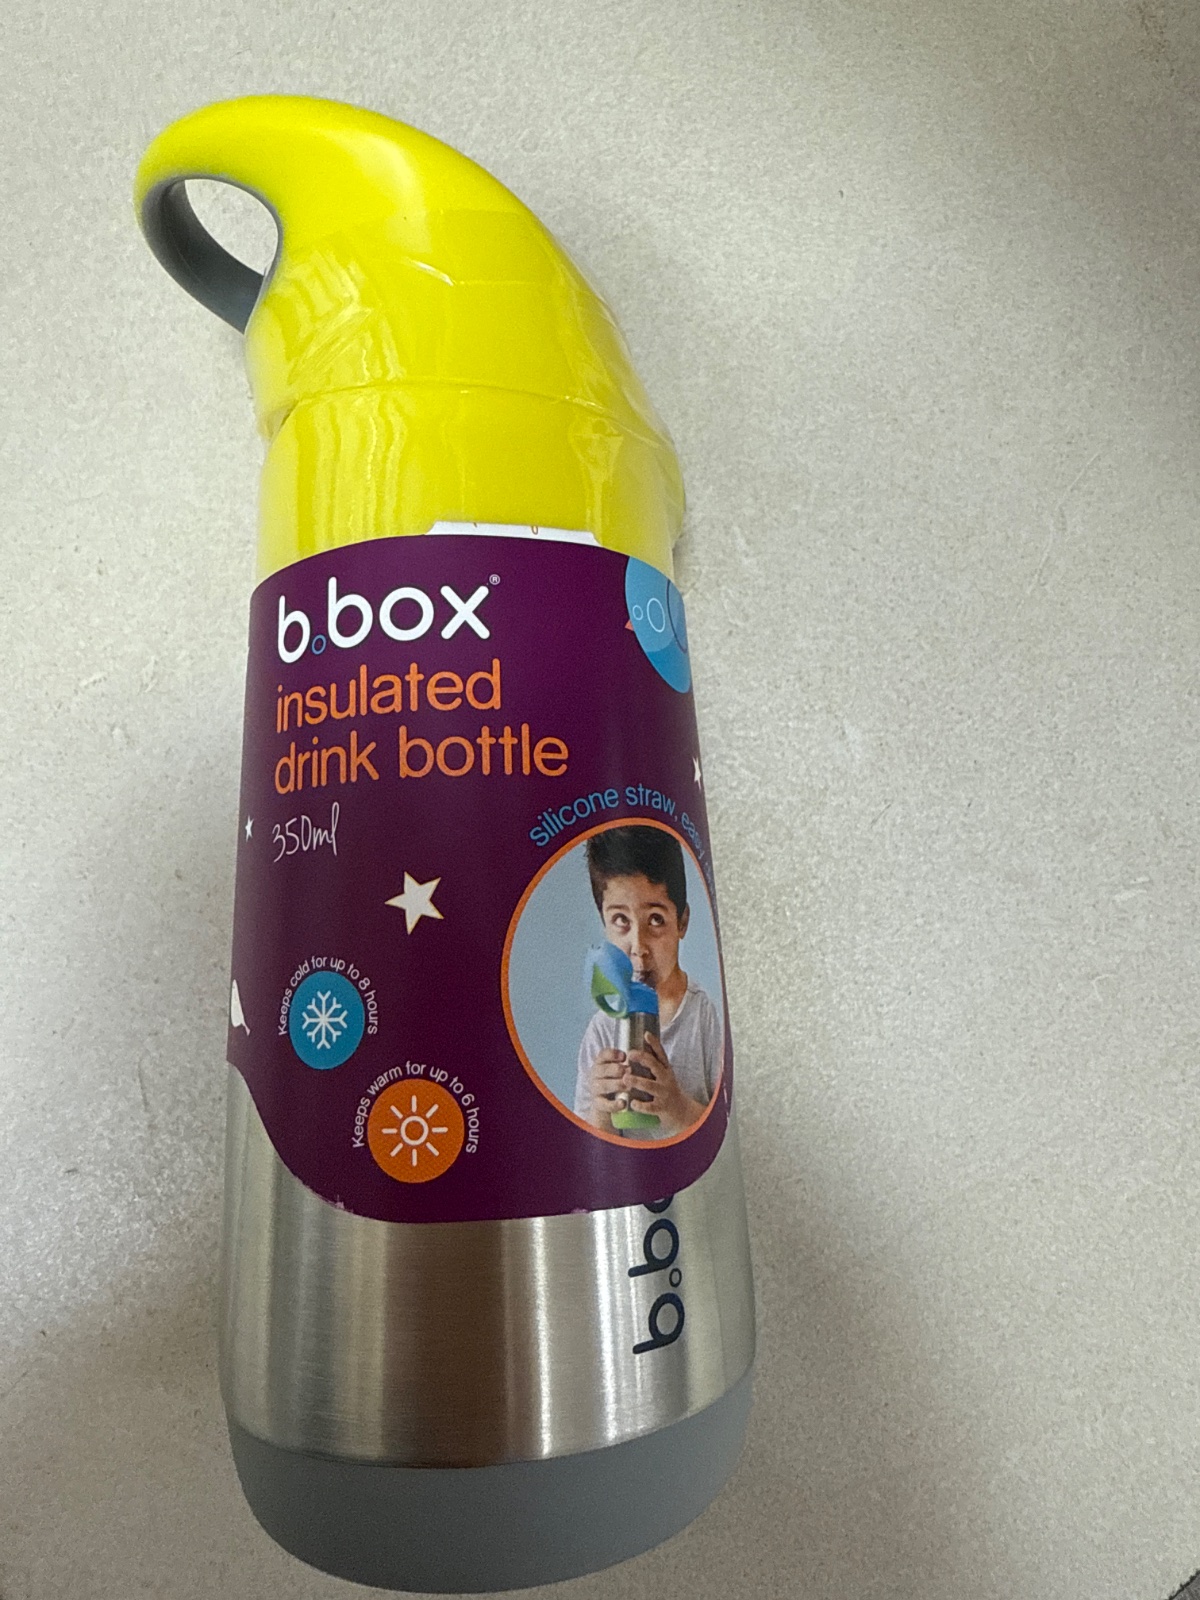 b.box®
insulated
drink bottle
350ml
silicone straw, easy
Keeps cold for up to 8 hours
Keeps warm for up to 6 hours
b.bo